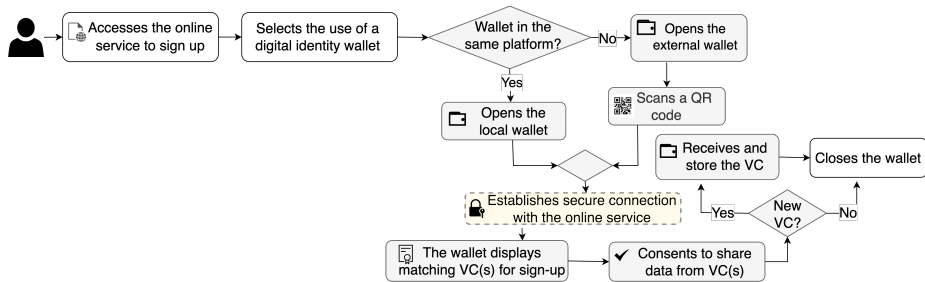 Accesses the online
service to sign up
Selects the use of a
digital identity wallet
Wallet in the
same platform?
No
Opens the
external wallet
Yes
Scans a QR
code
Opens the
local wallet
Receives and
store the VC
Closes the wallet
Establishes secure connection
with the online service
Yes
New
VC?
No
The wallet displays
matching VC(s) for sign-up
Consents to share
data from VC(s)